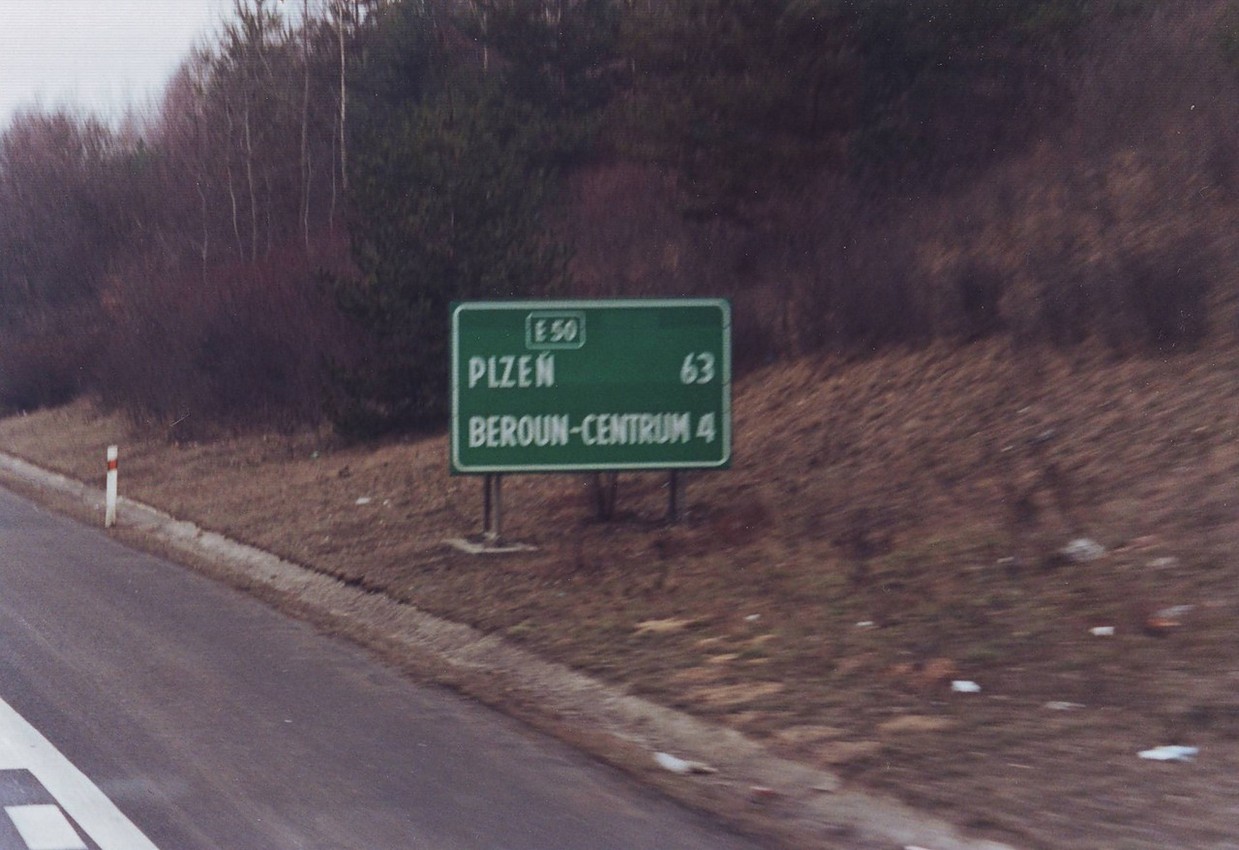 E 50
PLZEŇ 63
BEROUN-CENTRUM 4